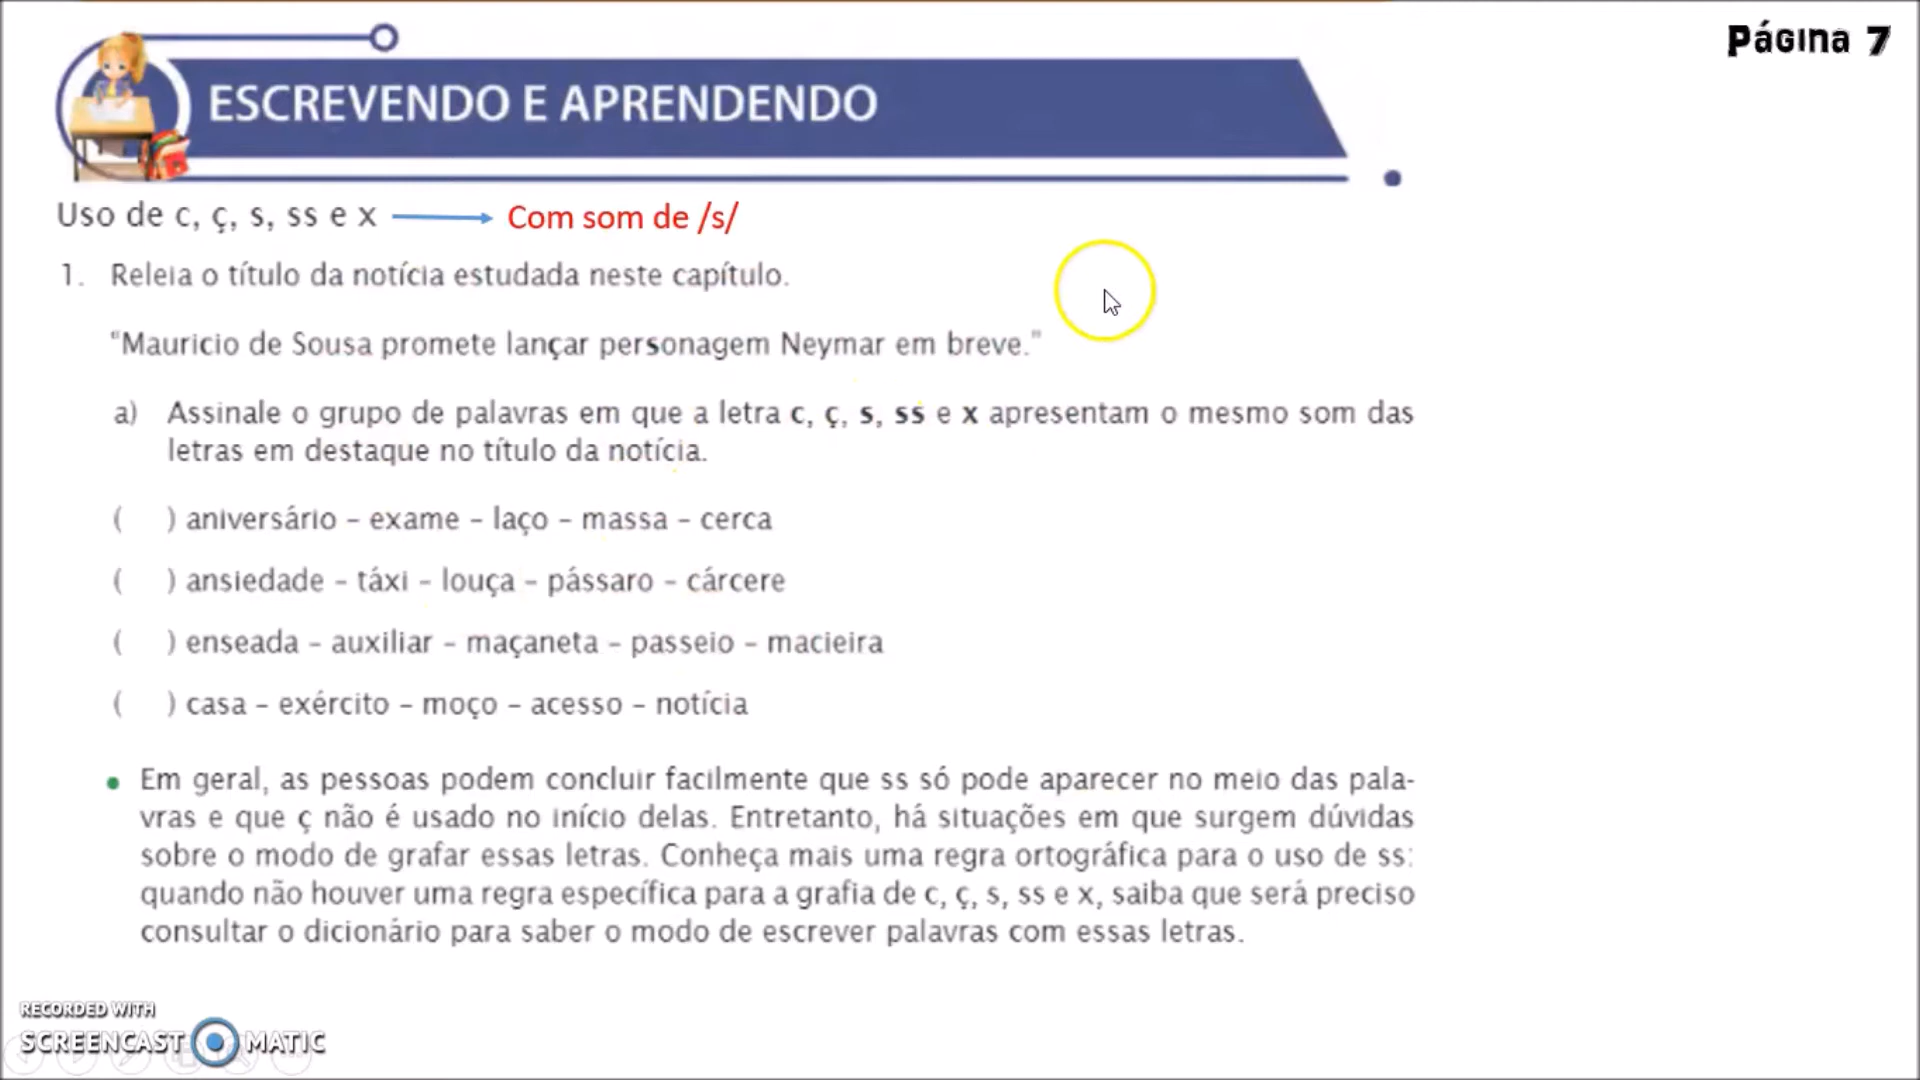 Página 7
ESCREVENDO E APRENDENDO
Uso de c, ç, s, ss e x Com som de /s/
1. Releia o título da notícia estudada neste capítulo.
“Mauricio de Sousa promete lançar personagem Neymar em breve.”
a) Assinale o grupo de palavras em que a letra c, ç, s, ss e x apresentam o mesmo som das
letras em destaque no título da notícia.
( ) aniversário – exame – laço – massa – cerca
( ) ansiedade – táxi – louça – pássaro – cárcere
( ) enseada – auxiliar – maçaneta – passeio – macieira
( ) casa – exército – moço – acesso – notícia
• Em geral, as pessoas podem concluir facilmente que ss só pode aparecer no meio das pala-
vras e que ç não é usado no início delas. Entretanto, há situações em que surgem dúvidas
sobre o modo de grafar essas letras. Conheça mais uma regra ortográfica para o uso de ss:
quando não houver uma regra específica para a grafia de c, ç, s, ss e x, saiba que será preciso
consultar o dicionário para saber o modo de escrever palavras com essas letras.
RECORDED WITH
SCREENCAST MATIC